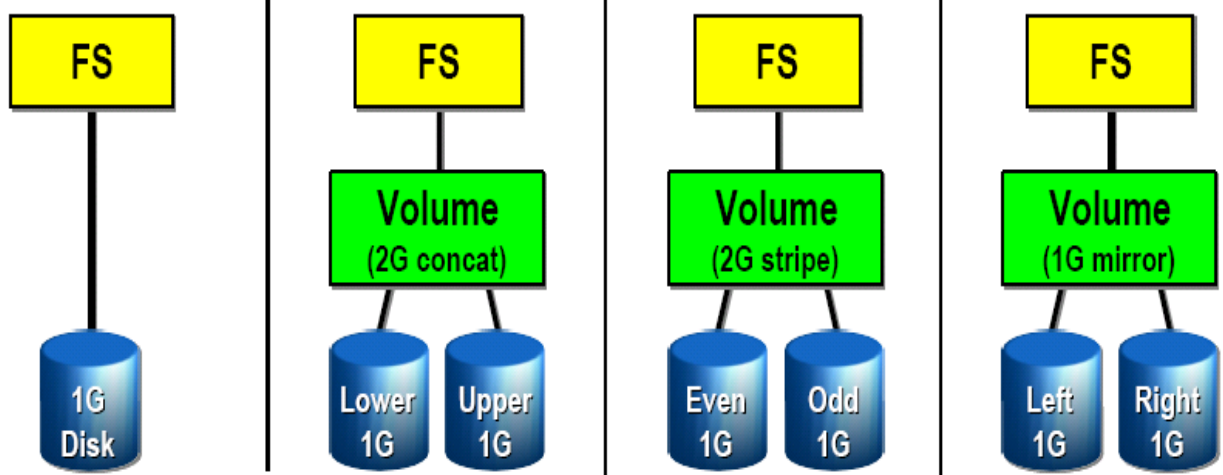 FS
1G
Disk
FS
Volume
(2G concat)
Lower
1G
Upper
1G
FS
Volume
(2G stripe)
Even
1G
Odd
1G
FS
Volume
(1G mirror)
Left
1G
Right
1G